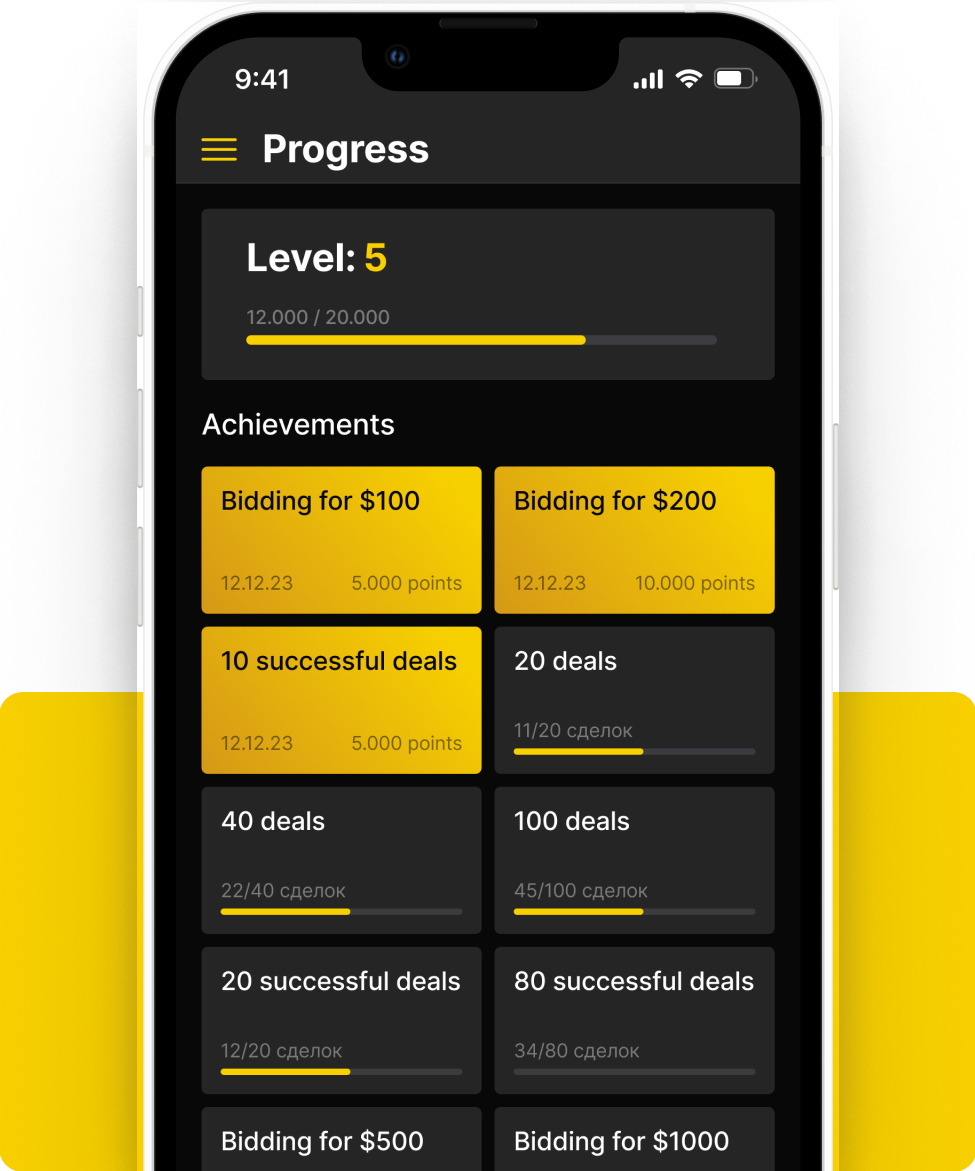 9:41
Progress
Level: 5
12.000 / 20.000
Achievements
Bidding for $100
12.12.23 5.000 points
Bidding for $200
12.12.23 10.000 points
10 successful deals
12.12.23 5.000 points
20 deals
11/20 сделок
40 deals
22/40 сделок
100 deals
45/100 сделок
20 successful deals
12/20 сделок
80 successful deals
34/80 сделок
Bidding for $500
Bidding for $1000